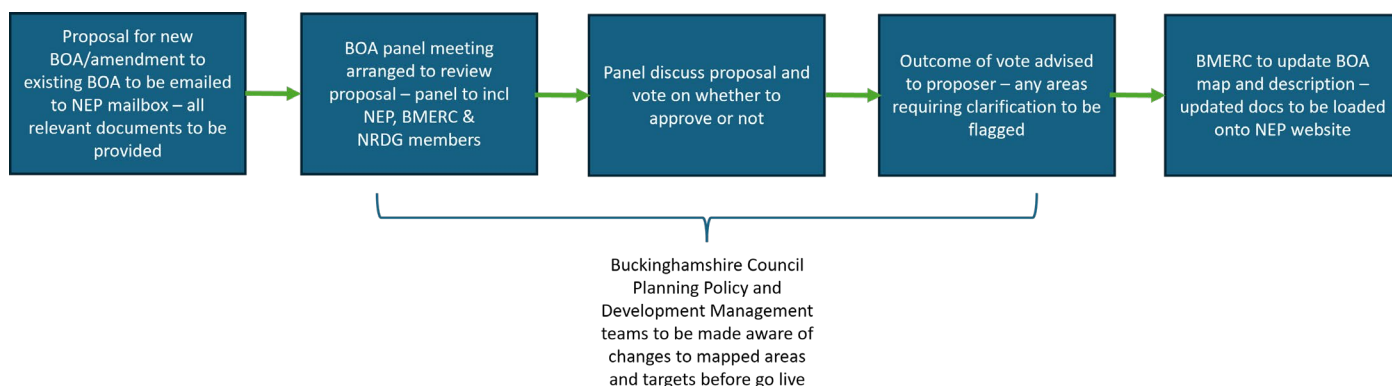 Proposal for new
BOA/amendment to
existing BOA to be emailed
to NEP mailbox – all
relevant documents to be
provided
BOA panel meeting
arranged to review
proposal – panel to incl
NEP, BMERC &
NRDG members
Panel discuss proposal and
vote on whether to
approve or not
Outcome of vote advised
to proposer – any areas
requiring clarification to be
flagged
BMERC to update BOA
map and description –
updated docs to be loaded
onto NEP website
Buckinghamshire Council
Planning Policy and
Development Management
teams to be made aware of
changes to mapped areas
and targets before go live